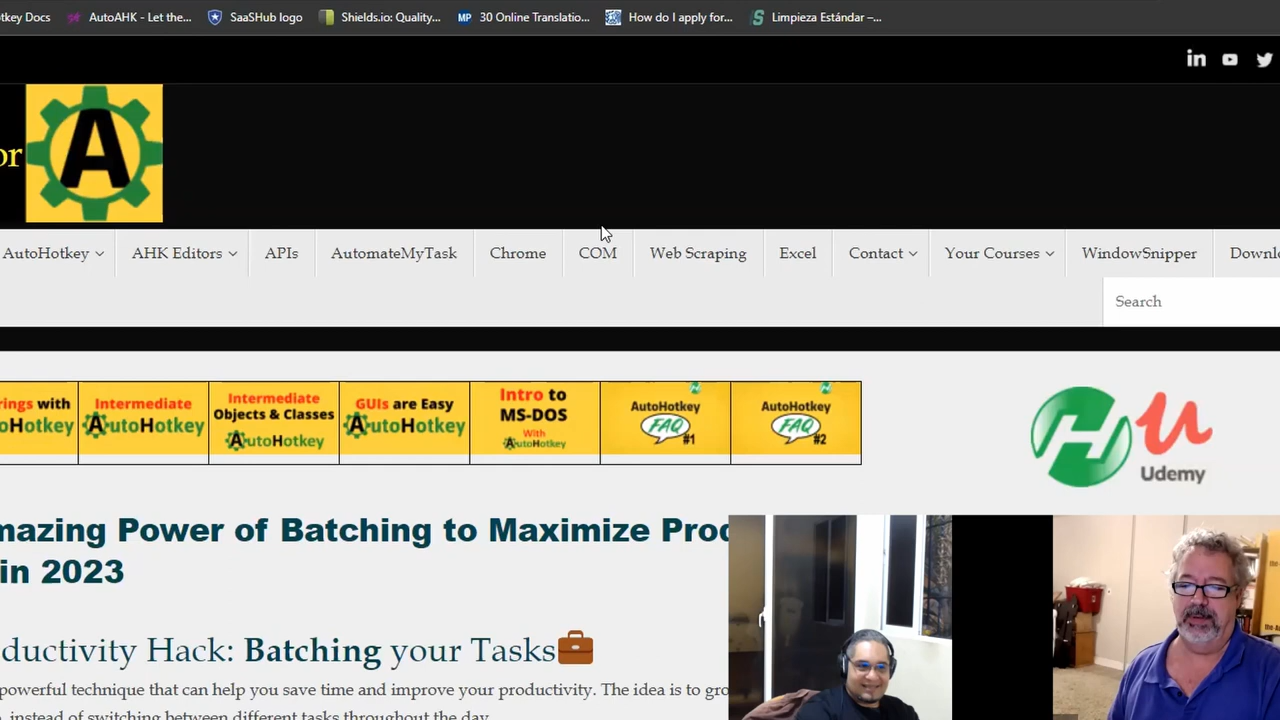 tkey Docs
AutoAHK - Let the...
SaaSHub logo
Shields.io: Quality...
MP
30 Online Translatio...
How do I apply for...
S
Limpieza Estándar –...
in
or
A
AutoHotkey
AHK Editors
APIs
AutomateMyTask
Chrome
COM
Web Scraping
Excel
Contact
Your Courses
WindowSnipper
Downlo
Search
rings with
oHotkey
Intermediate
AutoHotkey
Intermediate
Objects & Classes
AutoHotkey
GUIs are Easy
AutoHotkey
Intro to
MS-DOS
With
AutoHotkey
AutoHotkey
FAQ
#1
AutoHotkey
FAQ
#2
H u
Udemy
mazing Power of Batching to Maximize Prod
in 2023
ductivity Hack: Batching your Tasks
powerful technique that can help you save time and improve your productivity. The idea is to gro
, instead of switching between different tasks throughout the day.